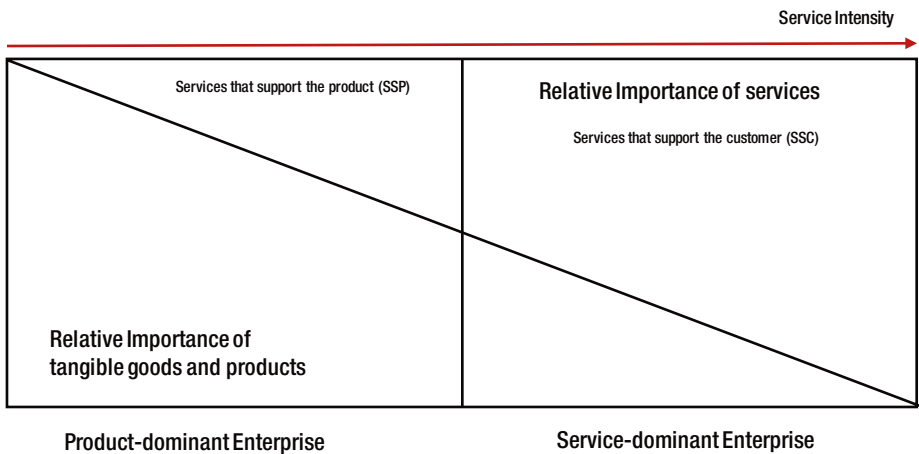 Service Intensity
Services that support the product (SSP)
Relative Importance of services
Services that support the customer (SSC)
Relative Importance of
tangible goods and products
Product-dominant Enterprise
Service-dominant Enterprise